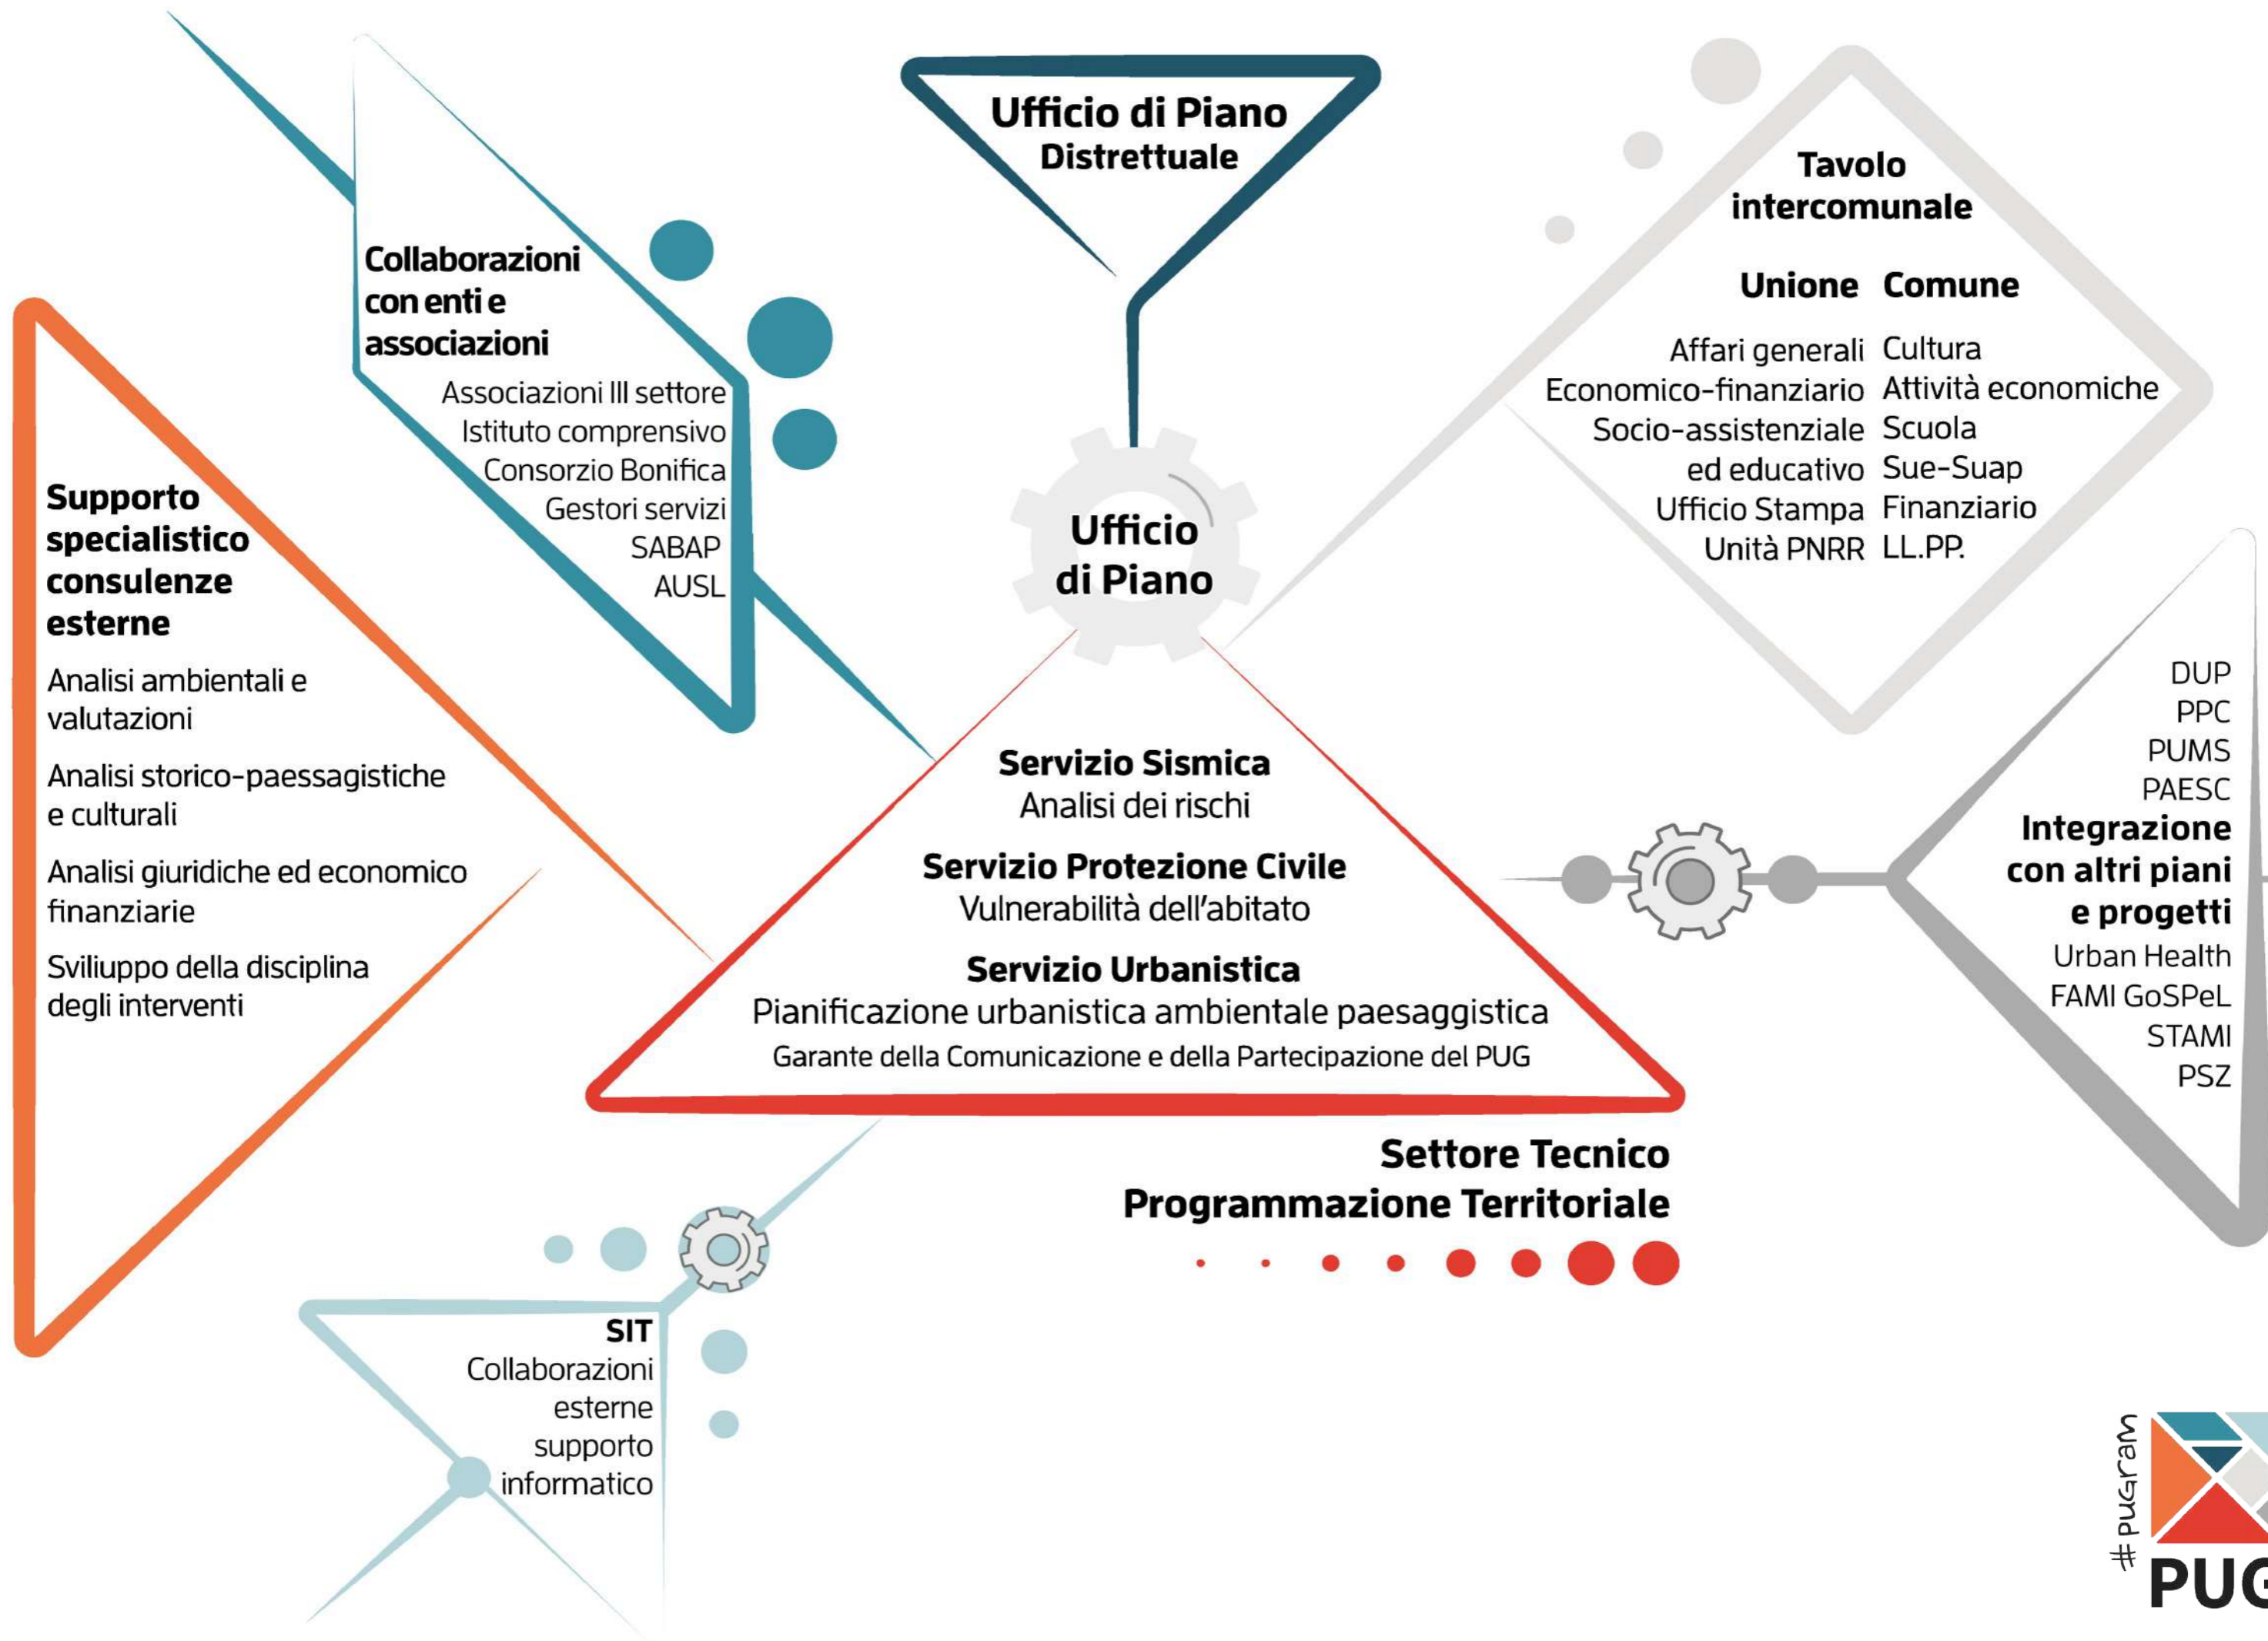 Ufficio di Piano
Distrettuale
Collaborazioni
con enti e
associazioni
Associazioni III settore
Istituto comprensivo
Consorzio Bonifica
Gestori servizi
SABAP
AUSL
Tavolo
intercomunale
Unione Comune
Affari generali Cultura
Economico-finanziario Attività economiche
Socio-assistenziale Scuola
ed educativo Sue-Suap
Ufficio Stampa Finanziario
Unità PNRR LL.PP.
Supporto
specialistico
consulenze
esterne
Analisi ambientali e
valutazioni
Analisi storico-paessagistiche
e culturali
Analisi giuridiche ed economico
finanziarie
Sviliuppo della disciplina
degli interventi
Ufficio
di Piano
Servizio Sismica
Analisi dei rischi
Servizio Protezione Civile
Vulnerabilità dell'abitato
Servizio Urbanistica
Pianificazione urbanistica ambientale paesaggistica
Garante della Comunicazione e della Partecipazione del PUG
Settore Tecnico
Programmazione Territoriale
DUP
PPC
PUMS
PAESC
Integrazione
con altri piani
e progetti
Urban Health
FAMI GoSPeL
STAMI
PSZ
SIT
Collaborazioni
esterne
supporto
informatico
#PUGram
PUG